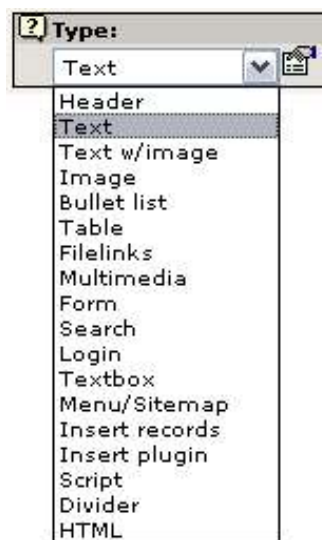 ? Type:
Text
Header
Text
Text w/image
Image
Bullet list
Table
Filelinks
Multimedia
Form
Search
Login
Textbox
Menu/Sitemap
Insert records
Insert plugin
Script
Divider
HTML